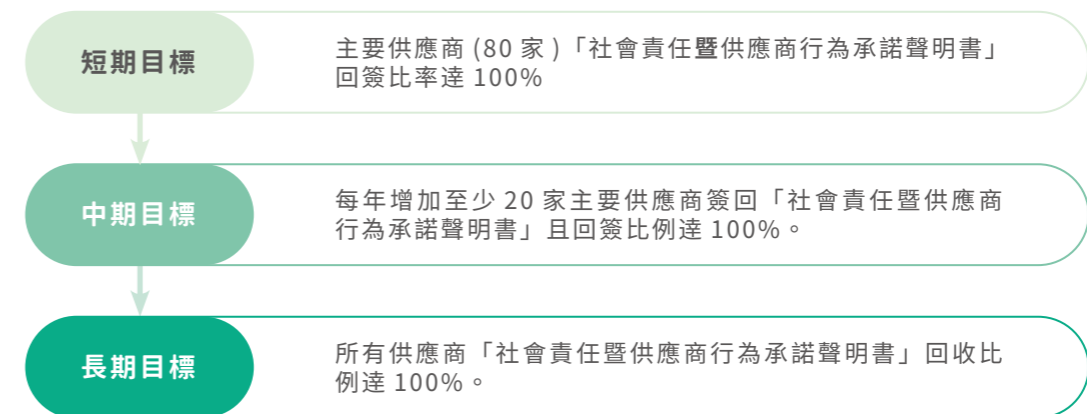 短期目標
主要供應商 (80 家 )「社會責任暨供應商行為承諾聲明書」
回簽比率達 100%
中期目標
每年增加至少 20 家主要供應商簽回「社會責任暨供應商
行為承諾聲明書」且回簽比例達 100%。
長期目標
所有供應商「社會責任暨供應商行為承諾聲明書」回收比
例達 100%。